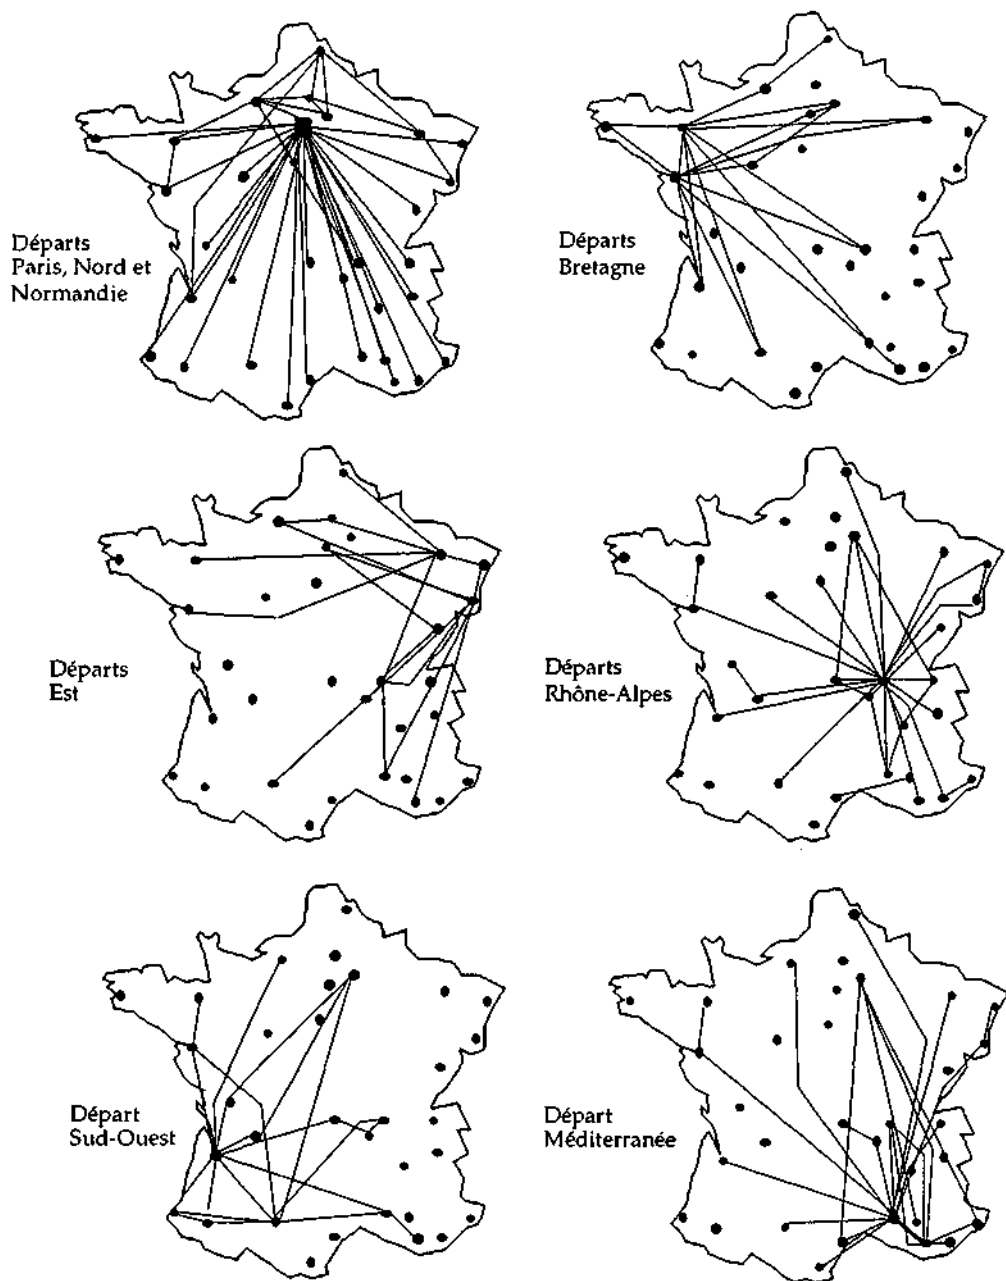 Départs
Paris, Nord et
Normandie
Départs
Bretagne
Départs
Est
Départs
Rhône-Alpes
Départ
Sud-Ouest
Départ
Méditerranée